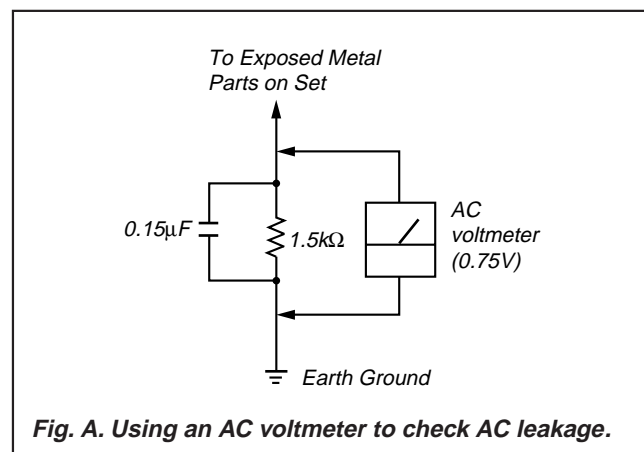 To Exposed Metal
Parts on Set
0.15µF
1.5kΩ
AC
voltmeter
(0.75V)
Earth Ground
Fig. A. Using an AC voltmeter to check AC leakage.